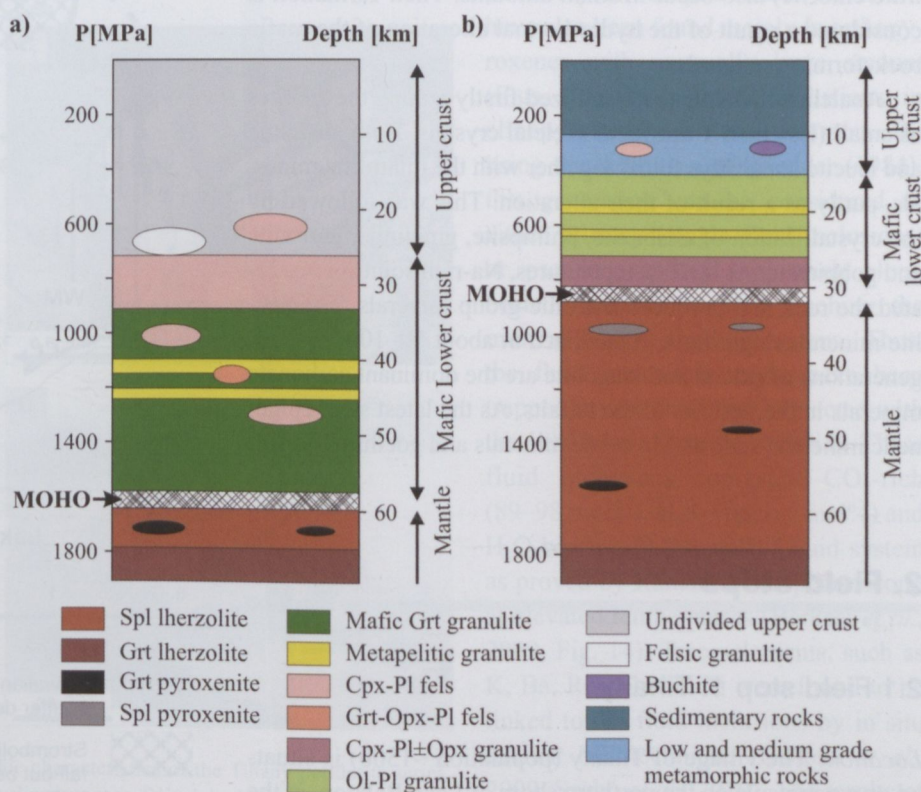 a)
P[MPa] Depth [km]
200
600
1000
1400
1800
10
20
30
40
50
60
MOHO
Upper crust
Mafic Lower crust
Mantle
b)
P[MPa] Depth [km]
200
600
1000
1400
1800
10
20
30
40
50
60
MOHO
Upper
crust
Mafic
lower crust
Mantle
Spl lherzolite
Grt lherzolite
Grt pyroxenite
Spl pyroxenite
Mafic Grt granulite
Metapelitic granulite
Cpx-Pl fels
Grt-Opx-Pl fels
Cpx-Pl±Opx granulite
Ol-Pl granulite
Undivided upper crust
Felsic granulite
Buchite
Sedimentary rocks
Low and medium grade
metamorphic rocks